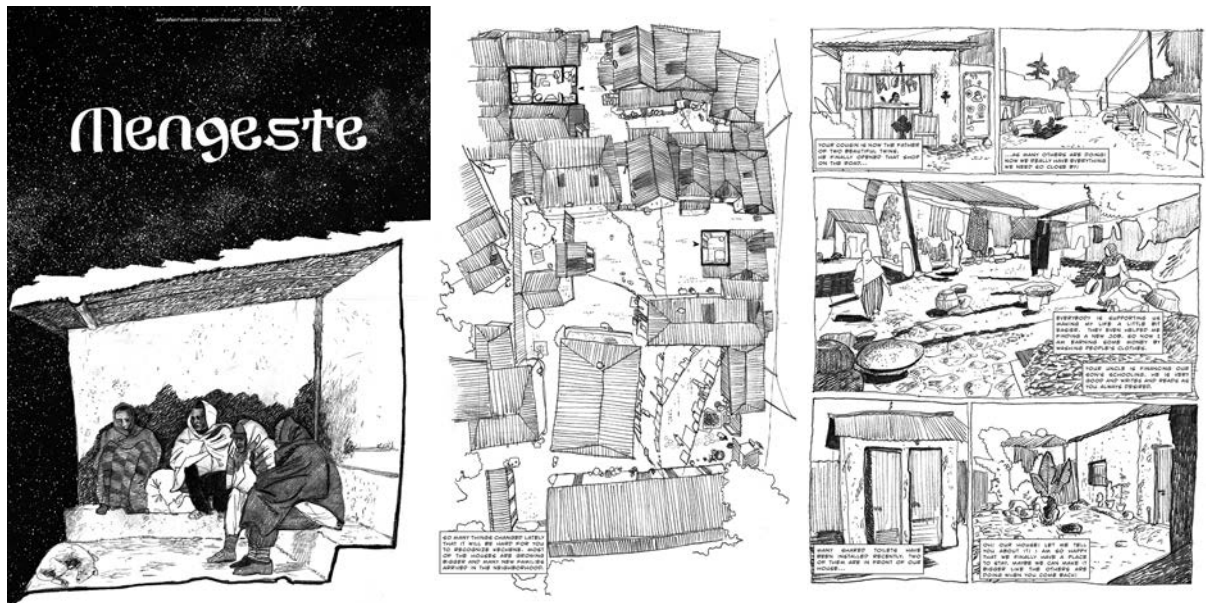 Mengeste
SO MANY THINGS CHANGED LATELY
THAT IT WILL BE HARD FOR YOU
TO RECOGNIZE KECHENE. MOST
OF THE HOUSES ARE GROWING
BIGGER AND MANY NEW FAMILIES
ARRIVED IN THE NEIGHBORHOOD.
YOUR COUSIN IS NOW THE FATHER
OF TWO BEAUTIFUL TWINS.
HE FINALLY OPENED THAT SHOP
ON THE ROAD...
...AS MANY OTHERS ARE DOING!
NOW WE REALLY HAVE EVERYTHING
WE NEED SO CLOSE BY!
EVERYBODY IS SUPPORTING US
MAKING MY LIFE A LITTLE BIT
EASIER. THEY EVEN HELPED ME
FINDING A NEW JOB. SO NOW I
AM EARNING SOME MONEY BY
WASHING PEOPLE'S CLOTHES.
YOUR UNCLE IS FINANCING OUR
SON'S SCHOOLING. HE IS VERY
GOOD AND WRITES AND READS AS
YOU ALWAYS DESIRED.
MANY SHARED TOILETS HAVE
BEEN INSTALLED RECENTLY. TWO
OF THEM ARE IN FRONT OF OUR
HOUSE...
OH! OUR HOUSE! LET ME TELL
YOU ABOUT IT! I AM SO HAPPY
THAT WE FINALLY HAVE A PLACE
TO STAY. MAYBE WE CAN MAKE IT
BIGGER LIKE THE OTHERS ARE
DOING WHEN YOU COME BACK!